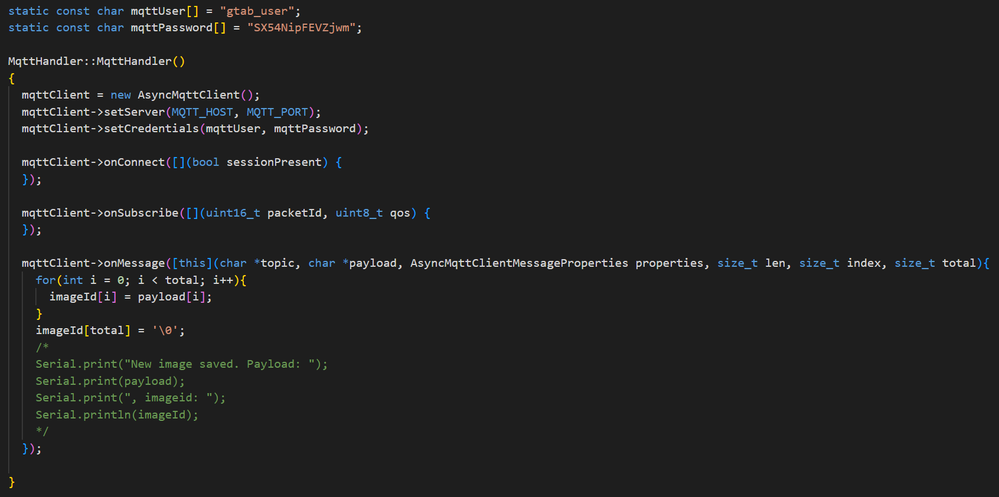 static const char mqttUser[] = "gtab_user";
static const char mqttPassword[] = "SX54NipFEVZjwm";

MqttHandler::MqttHandler()
{
  mqttClient = new AsyncMqttClient();
  mqttClient->setServer(MQTT_HOST, MQTT_PORT);
  mqttClient->setCredentials(mqttUser, mqttPassword);

  mqttClient->onConnect([](bool sessionPresent) {
  });

  mqttClient->onSubscribe([](uint16_t packetId, uint8_t qos) {
  });

  mqttClient->onMessage([this](char *topic, char *payload, AsyncMqttClientMessageProperties properties, size_t len, size_t index, size_t total){
    for(int i = 0; i < total; i++){
      imageId[i] = payload[i];
    }
    imageId[total] = '\0';
    /*
    Serial.print("New image saved. Payload: ");
    Serial.print(payload);
    Serial.print(", imageid: ");
    Serial.println(imageId);
    */
  });

}